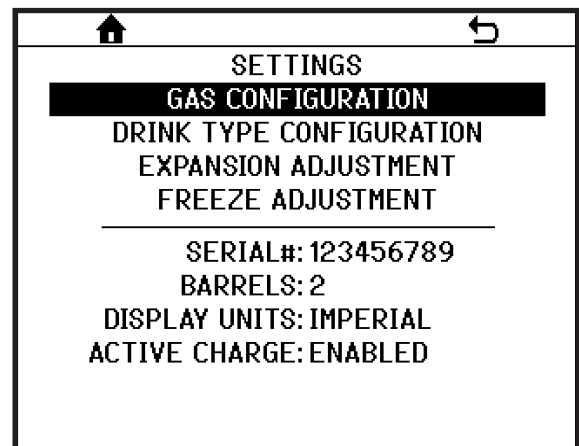 SETTINGS
GAS CONFIGURATION
DRINK TYPE CONFIGURATION
EXPANSION ADJUSTMENT
FREEZE ADJUSTMENT
SERIAL#: 123456789
BARRELS: 2
DISPLAY UNITS: IMPERIAL
ACTIVE CHARGE: ENABLED